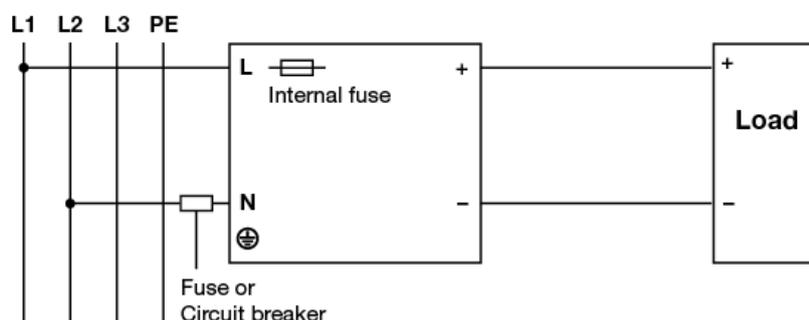 L1 L2 L3 PE
L + +
Internal fuse
Load
N – –
Fuse or
Circuit breaker